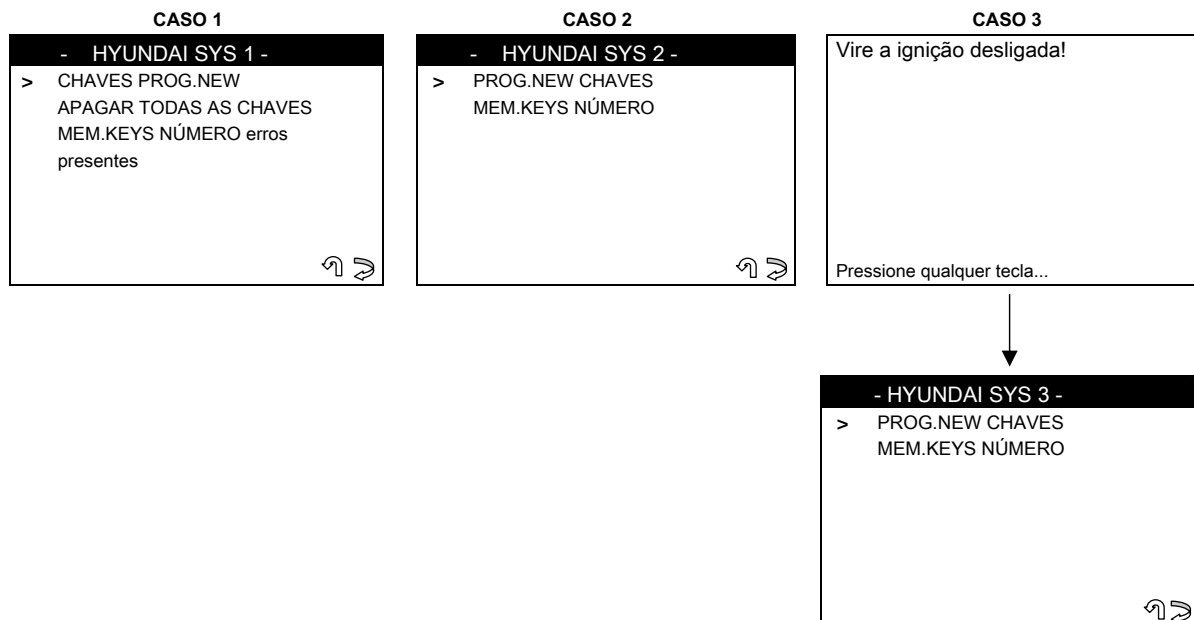 CASO 1
- HYUNDAI SYS 1 -
> CHAVES PROG.NEW
APAGAR TODAS AS CHAVES
MEM.KEYS NÚMERO erros
presentes
CASO 2
- HYUNDAI SYS 2 -
> PROG.NEW CHAVES
MEM.KEYS NÚMERO
CASO 3
Vire a ignição desligada!
Pressione qualquer tecla...
- HYUNDAI SYS 3 -
> PROG.NEW CHAVES
MEM.KEYS NÚMERO